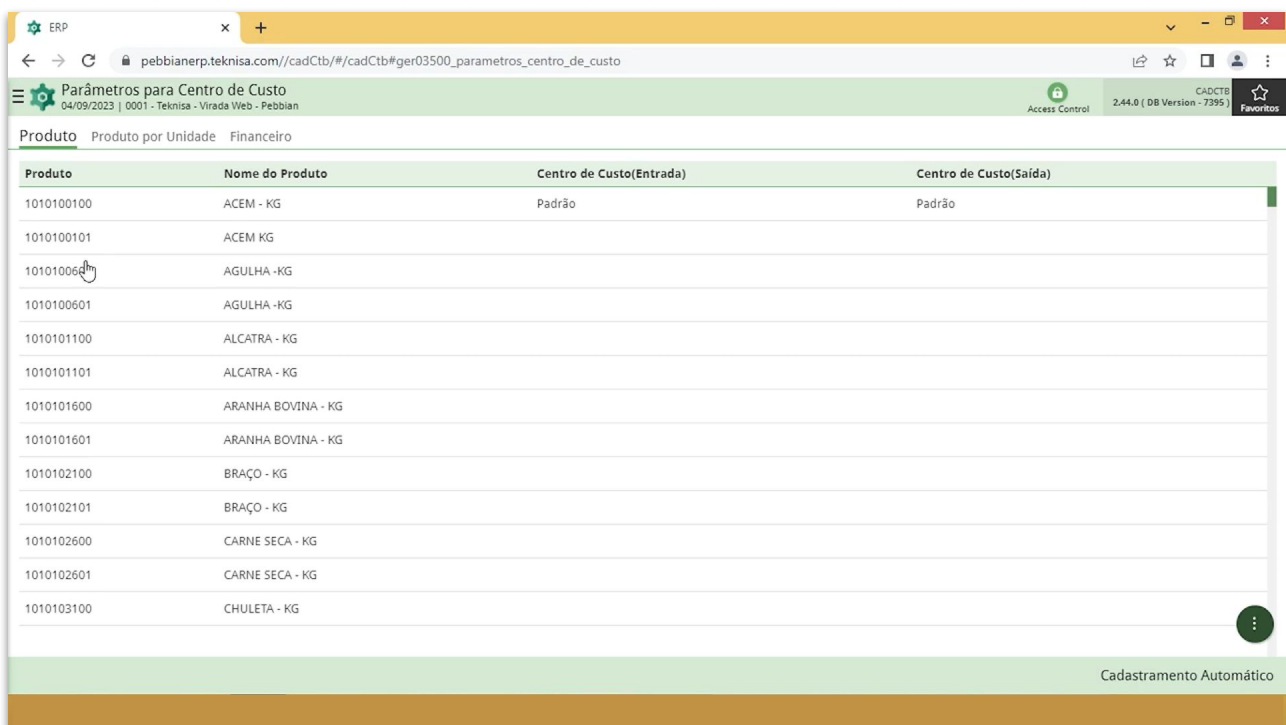 ERP
pebbianerp.teknisa.com//cadCtb/#/cadCtb#ger03500_parametros_centro_de_custo
Parâmetros para Centro de Custo
04/09/2023 | 0001 - Teknisa - Virada Web - Pebbian
Access Control
CADCTB
2.44.0 ( DB Version - 7395 )
Favoritos
Produto Produto por Unidade Financeiro
Produto Nome do Produto Centro de Custo(Entrada) Centro de Custo(Saída)
1010100100 ACEM - KG Padrão Padrão
1010100101 ACEM KG
AGULHA -KG
1010100601 AGULHA -KG
1010101100 ALCATRA - KG
1010101101 ALCATRA - KG
1010101600 ARANHA BOVINA - KG
1010101601 ARANHA BOVINA - KG
1010102100 BRAÇO - KG
1010102101 BRAÇO - KG
1010102600 CARNE SECA - KG
1010102601 CARNE SECA - KG
1010103100 CHULETA - KG
Cadastramento Automático